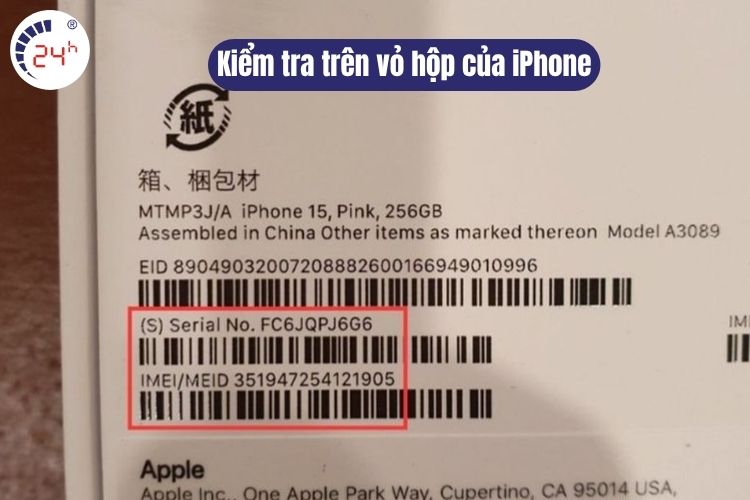 24h ®
Kiểm tra trên vỏ hộp của iPhone
紙
箱、梱包材
MTMP3J/A iPhone 15, Pink, 256GB
Assembled in China Other items as marked thereon Model A3089
EID 89049032007208882600166949010996
(S) Serial No. FC6JQPJ6G6
IMEI/MEID 351947254121905
IM
Apple
Apple Inc., One Apple Park Way, Cupertino, CA 95014 USA,